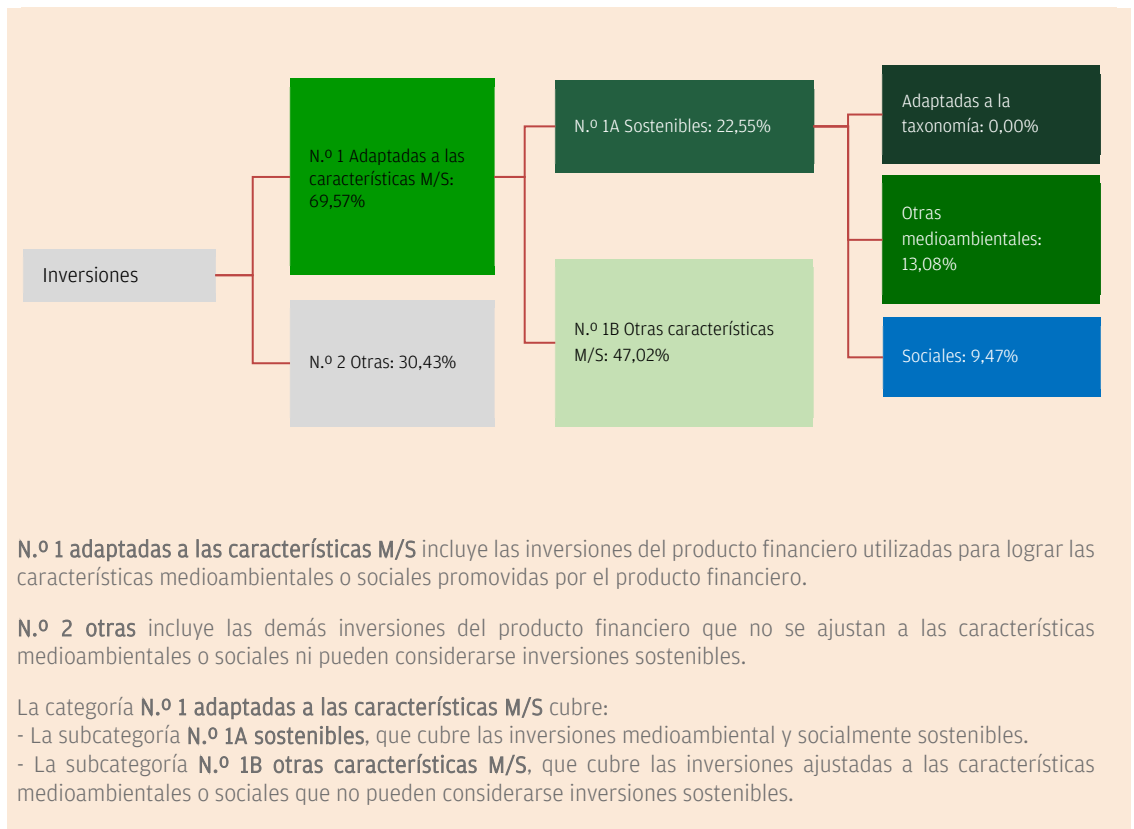 Inversiones
N.º 1 Adaptadas a las
características M/S:
69,57%
N.º 2 Otras: 30,43%
N.º 1A Sostenibles: 22,55%
N.º 1B Otras características
M/S: 47,02%
Adaptadas a la
taxonomía: 0,00%
Otras
medioambientales:
13,08%
Sociales: 9,47%
N.º 1 adaptadas a las características M/S incluye las inversiones del producto financiero utilizadas para lograr las
características medioambientales o sociales promovidas por el producto financiero.
N.º 2 otras incluye las demás inversiones del producto financiero que no se ajustan a las características
medioambientales o sociales ni pueden considerarse inversiones sostenibles.
La categoría N.º 1 adaptadas a las características M/S cubre:
- La subcategoría N.º 1A sostenibles, que cubre las inversiones medioambiental y socialmente sostenibles.
- La subcategoría N.º 1B otras características M/S, que cubre las inversiones ajustadas a las características
medioambientales o sociales que no pueden considerarse inversiones sostenibles.